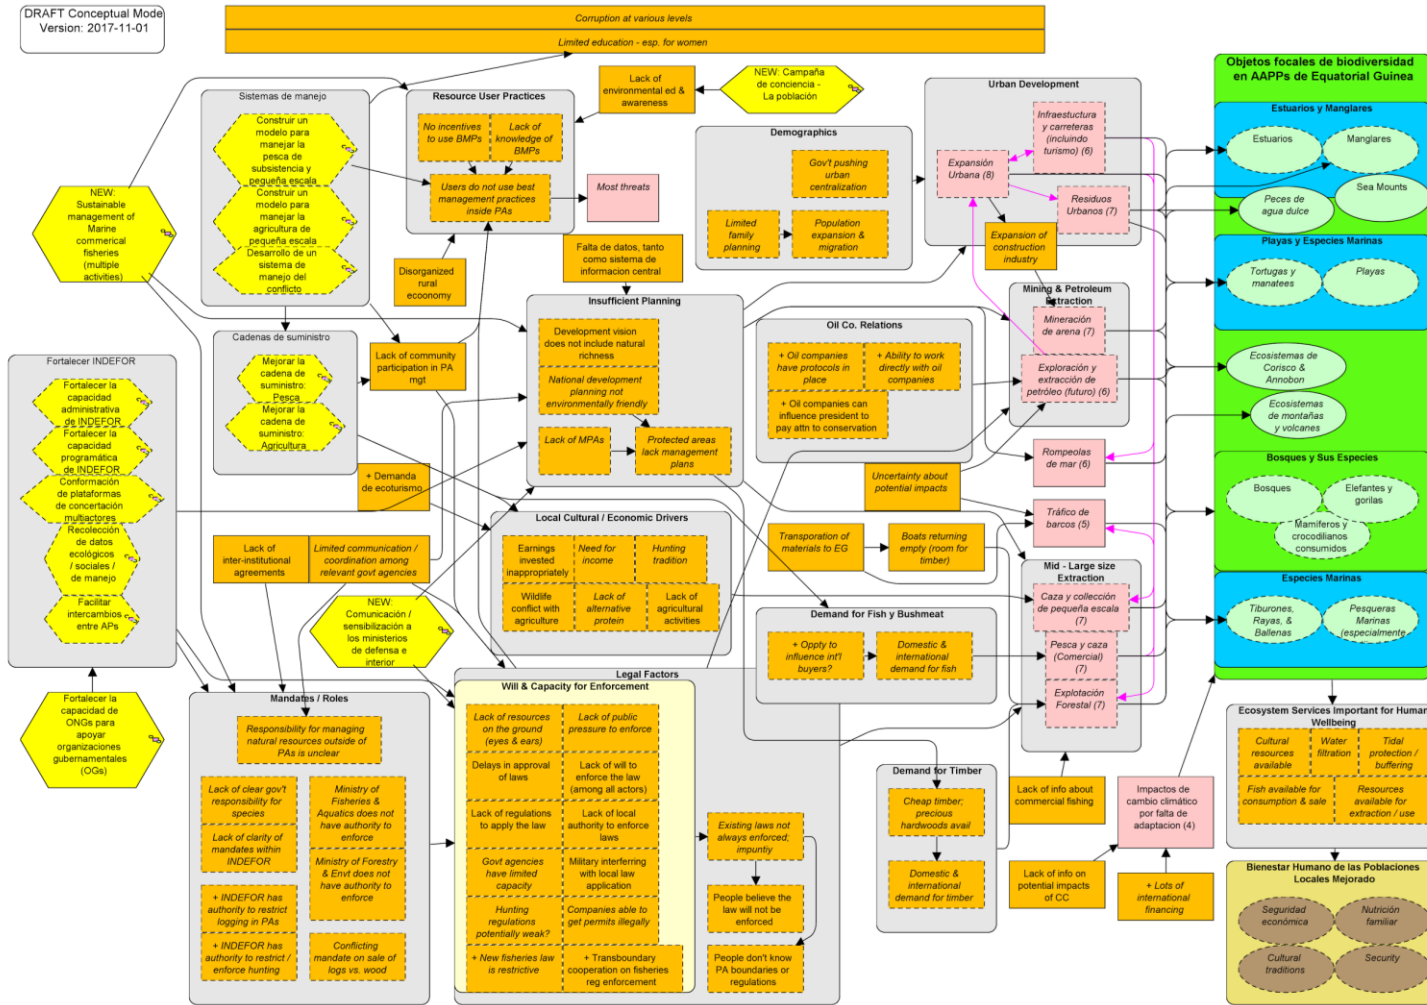 DRAFT Conceptual Mode
Version: 2017-11-01
Corruption at various levels
Limited education - esp. for women
Sistemas de manejo
Construir un
modelo para
manejar la
pesca de
subsistencia y
pequeña escala
Construir un
modelo para
manejar la
agricultura de
pequeña escala
Desarrollo de un
sistema de
manejo del
conflicto
NEW:
Sustainable
management of
Marine
commerical
fisheries
(multiple
activities)
Resource User Practices
No incentives
to use BMPs
Lack of
knowledge of
BMPs
Users do not use best
management practices
inside PAs
Lack of
environmental ed &
awareness
NEW: Campaña
de conciencia -
La población
Most threats
Disorganized
rural
ecoonomy
Falta de datos, tanto
como sistema de
informacion central
Demographics
Gov't pushing
urban
centralization
Limited
family
planning
Population
expansion &
migration
Urban Development
Infraestuctura
y carreteras
(incluindo
turismo) (6)
Expansión
Urbana (8)
Residuos
Urbanos (7)
Expansion of
construction
industry
Mining & Petroleum
Extraction
Mineración
de arena (7)
Exploración y
extracción de
petróleo (futuro) (6)
Rompeolas
de mar (6)
Tráfico de
barcos (5)
Mid - Large size
Extraction
Caza y collección
de pequeña escala
(7)
Pesca y caza
(Comercial)
(7)
Explotación
Forestal (7)
Insufficient Planning
Development vision
does not include natural
richness
National development
planning not
environmentally friendly
Lack of MPAs
Protected areas
lack management
plans
Oil Co. Relations
+ Oil companies
have protocols in
place
+ Ability to work
directly with oil
companies
+ Oil companies can
influence president to
pay attn to conservation
Uncertainty about
potential impacts
Transporation of
materials to EG
Boats returning
empty (room for
timber)
Cadenas de suministro
Mejorar la
cadena de
suministro:
Pesca
Mejorar la
cadena de
suministro:
Agricultura
Lack of community
participation in PA
mgt
+ Demanda
de ecoturismo
Fortalecer INDEFOR
Fortalecer la
capacidad
administrativa
de INDEFOR
Fortalecer la
capacidad
programática
de INDEFOR
Conformación
de plataformas
de concertación
multiactores
Recolección
de datos
ecológicos
/ sociales /
de manejo
Facilitar
intercambios
entre APs
Fortalecer la
capacidad de
ONGs para
apoyar
organizaciones
gubernamentales
(OGs)
Lack of
inter-institutional
agreements
Limited communication /
coordination among
relevant govt agencies
NEW:
Comunicación /
sensibilización a
los ministerios
de defensa e
interior
Local Cultural / Economic Drivers
Earnings
invested
inappropriately
Need for
income
Hunting
tradition
Wildlife
conflict with
agriculture
Lack of
alternative
protein
Lack of
agricultural
activities
Demand for Fish y Bushmeat
+ Oppty to
influence int'l
buyers?
Domestic &
international
demand for fish
Mandates / Roles
Responsibility for managing
natural resources outside
of PAs is unclear
Lack of clear gov't
responsibility for
species
Lack of clarity of
mandates within
INDEFOR
+ INDEFOR has
authority to restrict
logging in PAs
+ INDEFOR has
authority to restrict /
enforce hunting
Ministry of
Fisheries &
Aquatics does not
have authority to
enforce
Ministry of Forestry
& Envt does not
have authority to
enforce
Conflicting
mandate on sale of
logs vs. wood
Legal Factors
Will & Capacity for Enforcement
Lack of resources
on the ground
(eyes & ears)
Lack of public
pressure to enforce
Delays in approval
of laws
Lack of will to
enforce the law
(among all actors)
Lack of regulations
to apply the law
Lack of local
authority to enforce
laws
Govt agencies
have limited
capacity
Military interfering
with local law
application
Hunting
regulations
potentially weak?
Companies able to
get permits illegally
+ New fisheries law
is restrictive
+ Transboundary
cooperation on fisheries
reg enforcement
Existing laws not
always enforced;
impuntiy
People believe the
law will not be
enforced
People don't know
PA boundaries or
regulations
Demand for Timber
Cheap timber;
precious
hardwoods avail
Domestic &
international
demand for timber
Lack of info about
commercial fishing
Lack of info on
potential impacts
of CC
Impactos de
cambio climático
por falta de
adaptacion (4)
+ Lots of
international
financing
Objetos focales de biodiversidad
en AAPPs de Equatorial Guinea
Estuarios y Manglares
Estuarios
Manglares
Sea Mounts
Peces de
agua dulce
Playas y Especies Marinas
Tortugas y
manatees
Playas
Ecosistemas de
Corisco &
Annobon
Ecosistemas
de montañas
y volcanes
Bosques y Sus Especies
Bosques
Elefantes y
gorilas
Mamíferos y
crocodilianos
consumidos
Especies Marinas
Tiburones,
Rayas, &
Ballenas
Pesqueras
Marinas
(especialmente
Ecosystem Services Important for Human
Wellbeing
Cultural
resources
available
Water
filtration
Tidal
protection /
buffering
Fish available for
consumption & sale
Resources
available for
extraction / use
Bienestar Humano de las Poblaciones
Locales Mejorado
Seguridad
económica
Nutrición
familiar
Cultural
traditions
Security